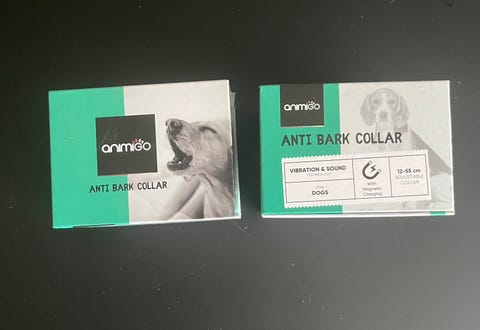 animigo
ANTI BARK COLLAR
animigo
ANTI BARK COLLAR
VIBRATION & SOUND
TECHNOLOGY
FOR
DOGS
With
Magnetic
Charging
12-55 cm
ADJUSTABLE
COLLAR